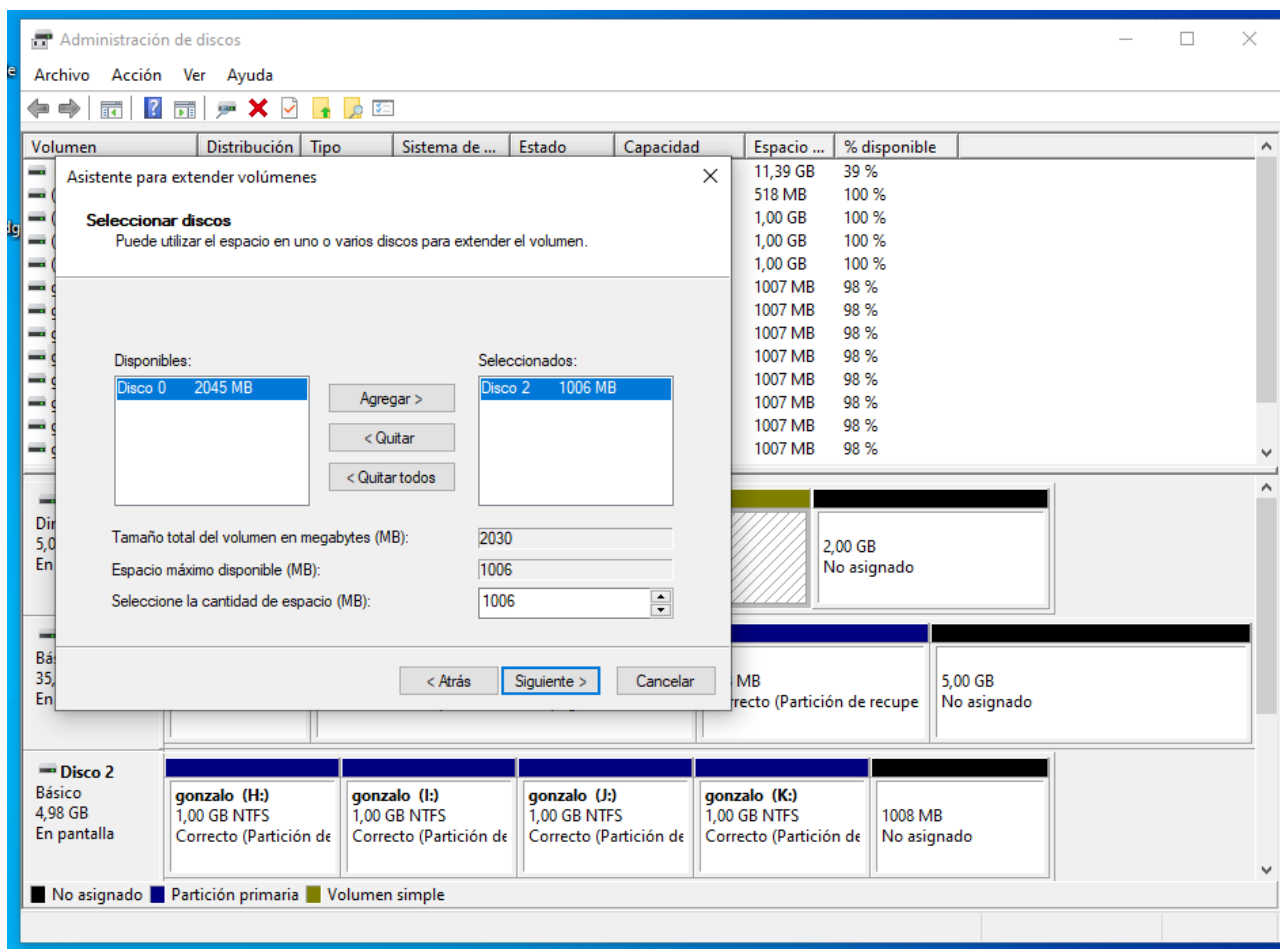 Administración de discos
Archivo Acción Ver Ayuda
Volumen Distribución Tipo Sistema de ... Estado Capacidad Espacio ... % disponible
11,39 GB 39 %
518 MB 100 %
1,00 GB 100 %
1,00 GB 100 %
1,00 GB 100 %
1007 MB 98 %
1007 MB 98 %
1007 MB 98 %
1007 MB 98 %
1007 MB 98 %
1007 MB 98 %
1007 MB 98 %
1007 MB 98 %
Asistente para extender volúmenes
Seleccionar discos
Puede utilizar el espacio en uno o varios discos para extender el volumen.
Disponibles:
Seleccionados:
Disco 0 2045 MB
Disco 2 1006 MB
Agregar >
< Quitar
< Quitar todos
Tamaño total del volumen en megabytes (MB): 2030
Espacio máximo disponible (MB): 1006
Seleccione la cantidad de espacio (MB): 1006
< Atrás Siguiente > Cancelar
2,00 GB
No asignado
MB
5,00 GB
No asignado
(Partición de recupe
Disco 2
Básico
4,98 GB
En pantalla
gonzalo (H:)
1,00 GB NTFS
Correcto (Partición de
gonzalo (I:)
1,00 GB NTFS
Correcto (Partición de
gonzalo (J:)
1,00 GB NTFS
Correcto (Partición de
gonzalo (K:)
1,00 GB NTFS
Correcto (Partición de
1008 MB
No asignado
No asignado Partición primaria Volumen simple